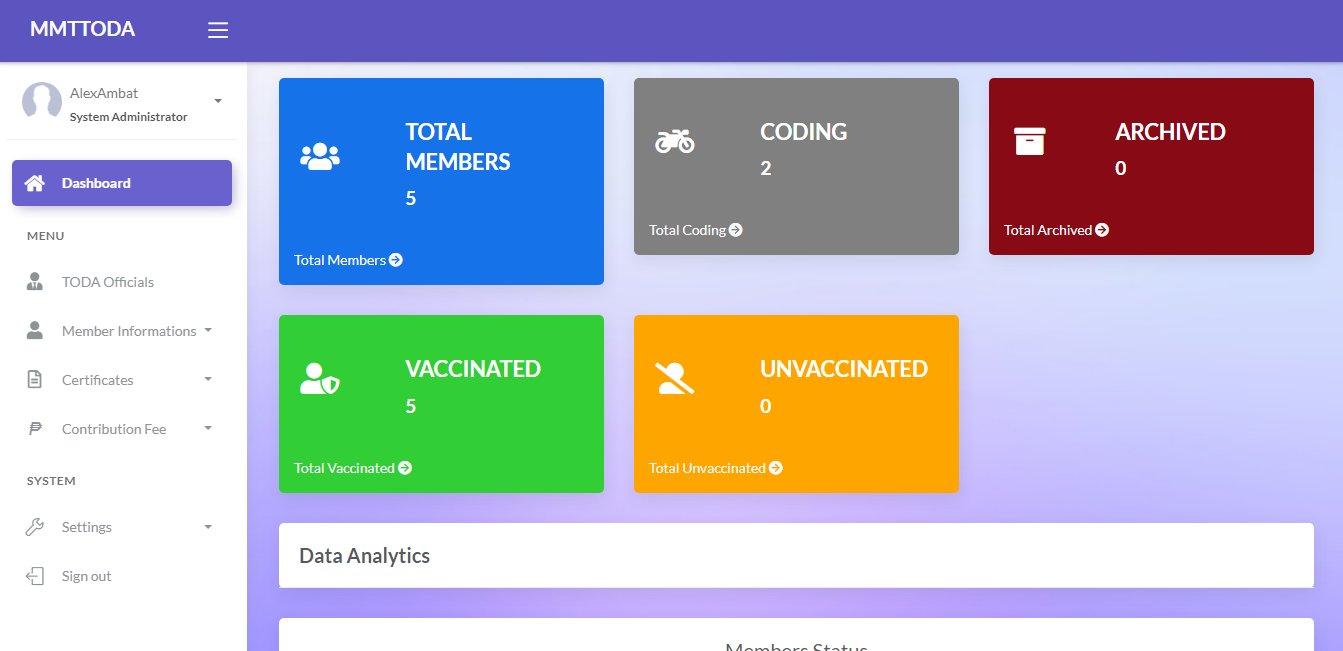 MMTTODA
AlexAmbat
System Administrator
Dashboard
MENU
TODA Officials
Member Informations
Certificates
Contribution Fee
SYSTEM
Settings
Sign out
TOTAL
MEMBERS
5
Total Members
CODING
2
Total Coding
ARCHIVED
0
Total Archived
VACCINATED
5
Total Vaccinated
UNVACCINATED
0
Total Unvaccinated
Data Analytics
Members Status